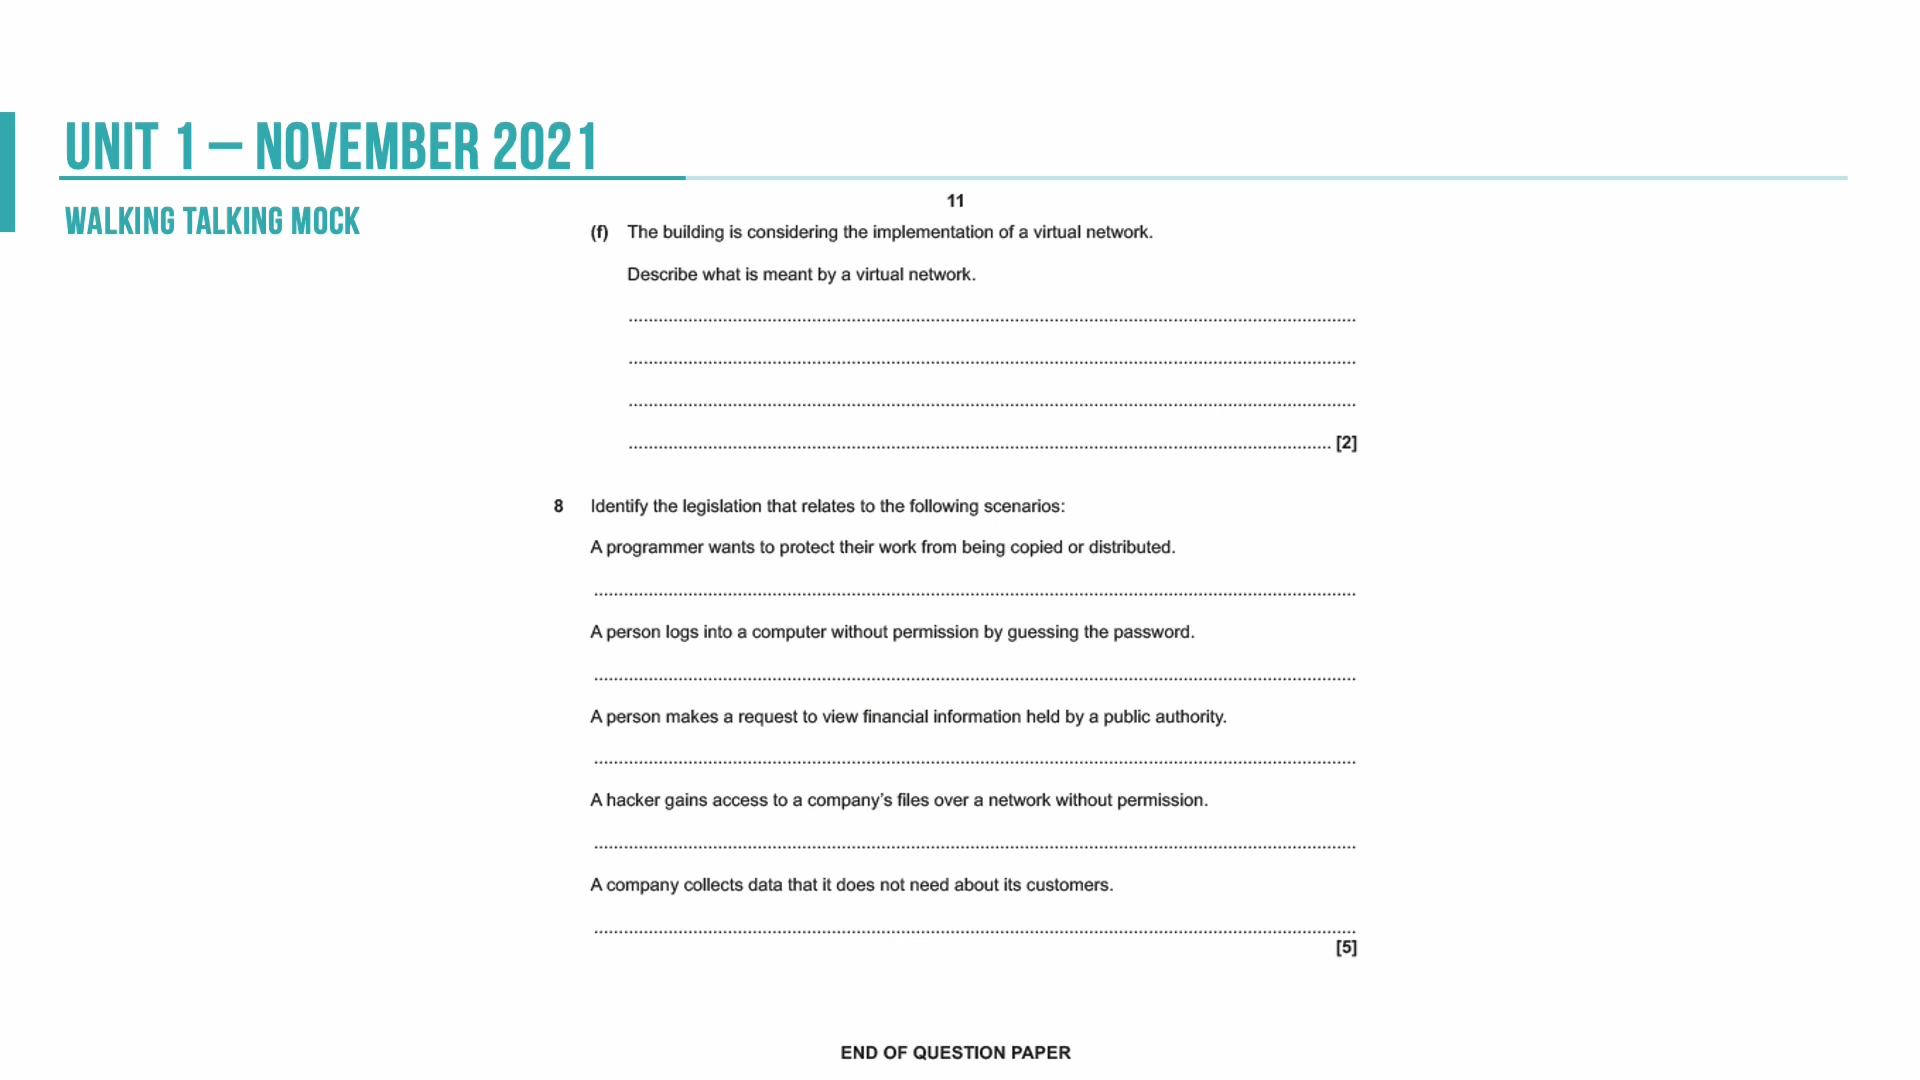 UNIT 1 – NOVEMBER 2021
WALKING TALKING MOCK
11
(f) The building is considering the implementation of a virtual network.
Describe what is meant by a virtual network.
[2]
8 Identify the legislation that relates to the following scenarios:
A programmer wants to protect their work from being copied or distributed.
A person logs into a computer without permission by guessing the password.
A person makes a request to view financial information held by a public authority.
A hacker gains access to a company’s files over a network without permission.
A company collects data that it does not need about its customers.
[5]
END OF QUESTION PAPER